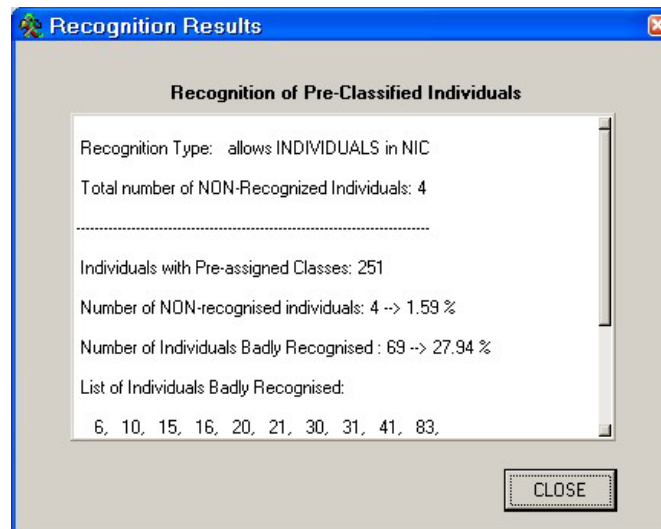 Recognition Results
Recognition of Pre-Classified Individuals
Recognition Type: allows INDIVIDUALS in NIC
Total number of NON-Recognized Individuals: 4
--------------------------------------------------------------------------------
Individuals with Pre-assigned Classes: 251
Number of NON-recognised individuals: 4 --> 1.59 %
Number of Individuals Badly Recognised : 69 --> 27.94 %
List of Individuals Badly Recognised:
6, 10, 15, 16, 20, 21, 30, 31, 41, 83,
CLOSE